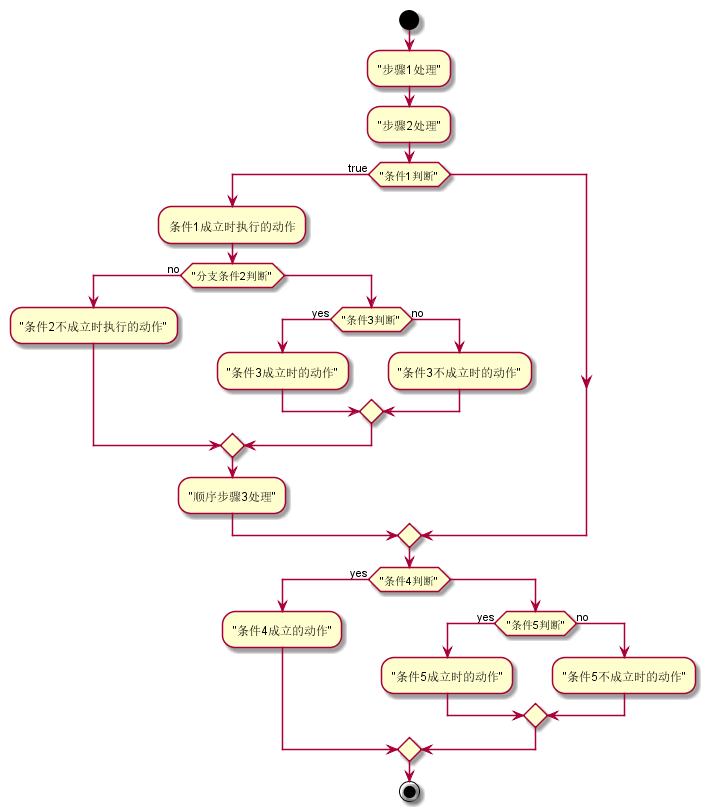 "步骤1处理"
"步骤2处理"
true
"条件1判断"
条件1成立时执行的动作
no
"分支条件2判断"
"条件2不成立时执行的动作"
yes
"条件3判断"
no
"条件3成立时的动作"
"条件3不成立时的动作"
"顺序步骤3处理"
yes
"条件4判断"
"条件4成立的动作"
yes
"条件5判断"
no
"条件5成立时的动作"
"条件5不成立时的动作"